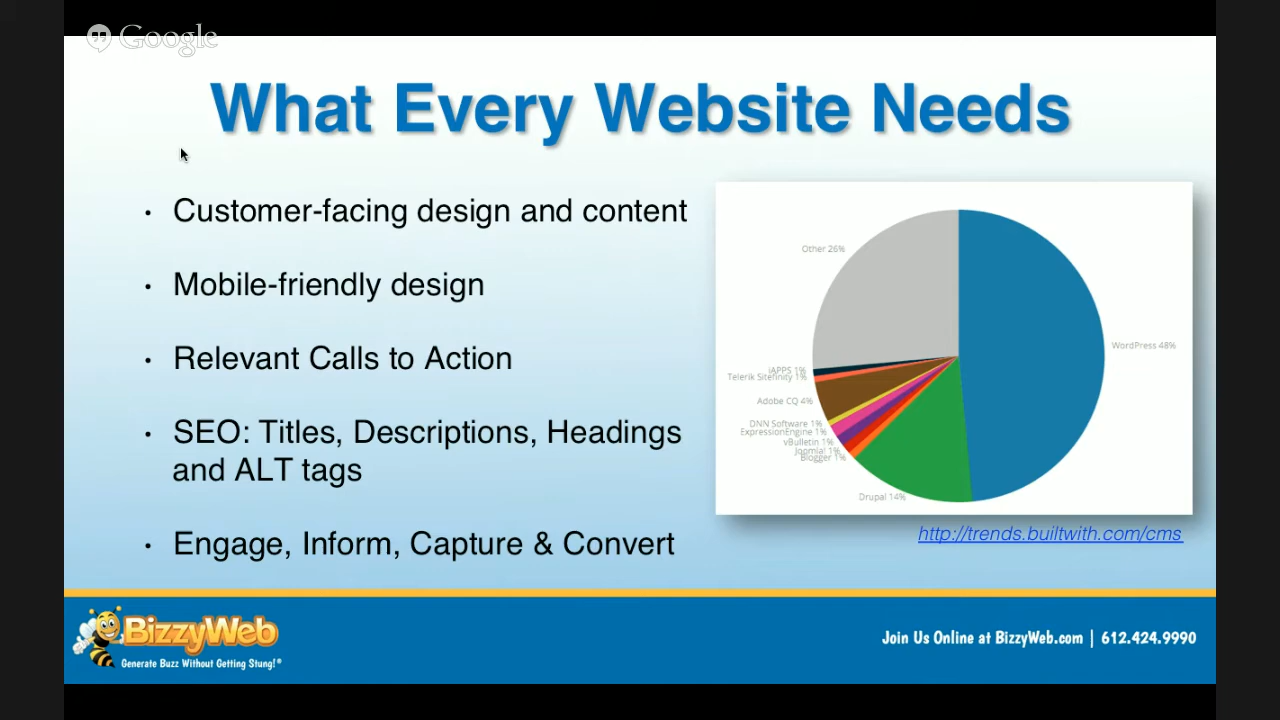 Google
What Every Website Needs
• Customer-facing design and content
• Mobile-friendly design
• Relevant Calls to Action
• SEO: Titles, Descriptions, Headings
and ALT tags
• Engage, Inform, Capture & Convert
Other 26%
WordPress 48%
iAPPS 1%
Telerik Sitefinity 1%
Adobe CQ 4%
DNN Software 1%
ExpressionEngine 1%
vBulletin 1%
Joomla! 1%
Blogger 1%
Drupal 14%
http://trends.builtwith.com/cms
BizzyWeb
Generate Buzz Without Getting Stung!®
Join Us Online at BizzyWeb.com | 612.424.9990